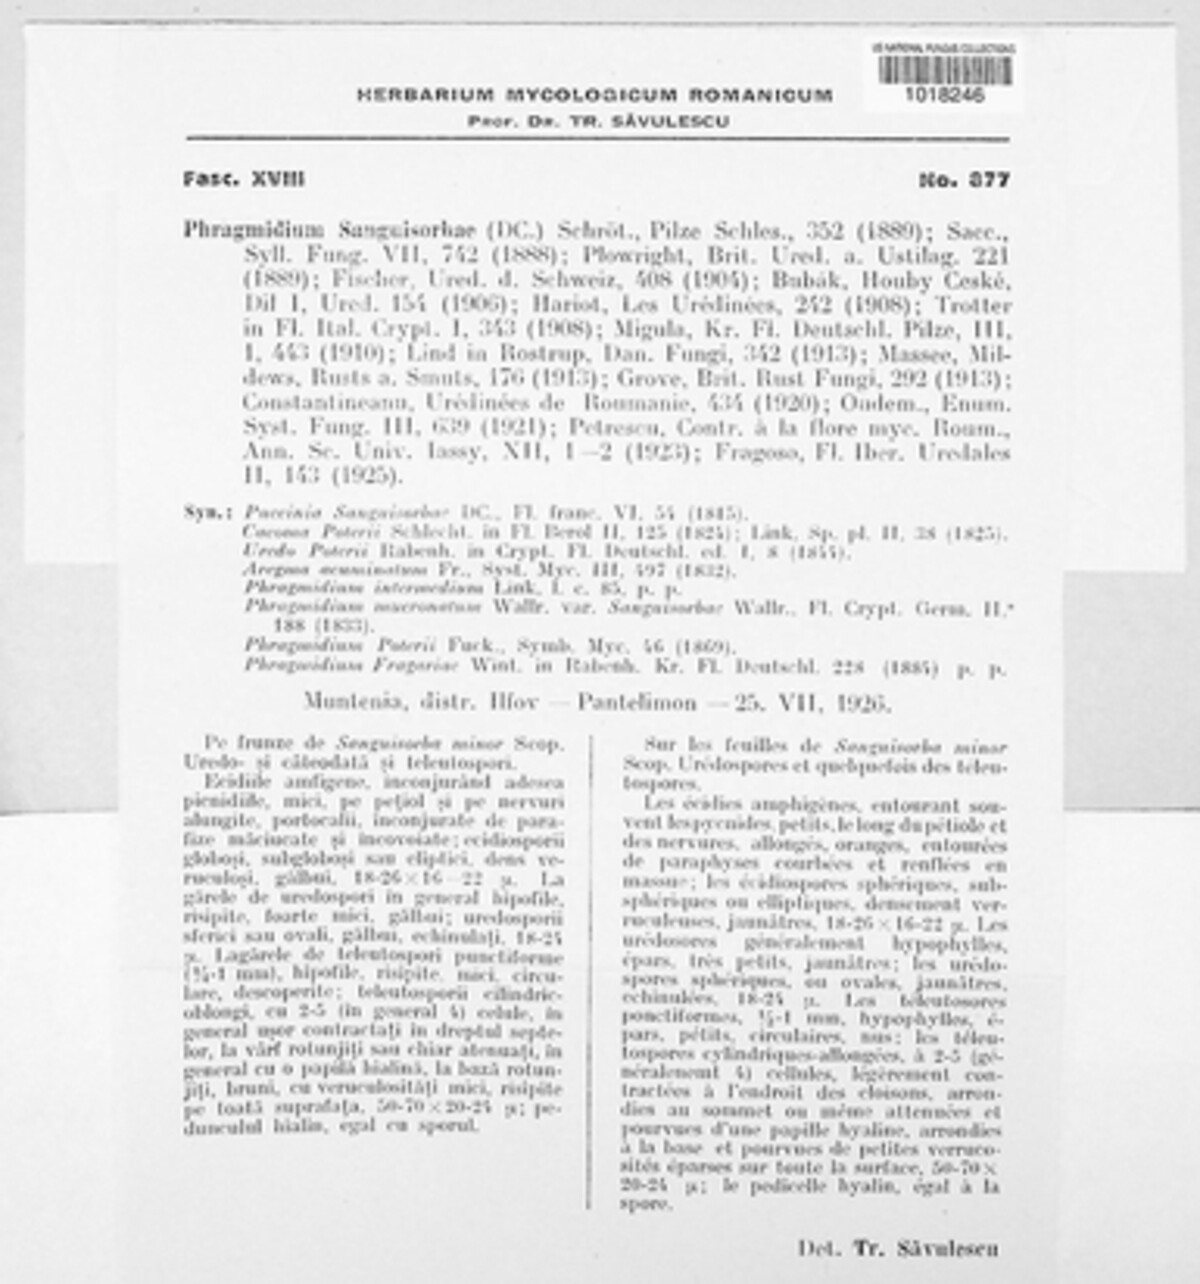 US NATIONAL FUNGUS COLLECTIONS
1018246
HERBARIUM MYCOLOGICUM ROMANICUM
Prof. Dr. TR. SĂVULESCU
Fasc. XVIII
No. 877
Phragmidium Sanguisorbae (DC.) Schröt., Pilze Schles., 352 (1889); Sacc.,
Syll. Fung. VII, 742 (1888); Plowright, Brit. Ured. a. Ustilag. 221
(1889); Fischer, Ured. d. Schweiz, 408 (1904); Bubák, Houby Ceské,
Dil I, Ured. 154 (1906); Hariot, Les Urédinées, 242 (1908); Trotter
in Fl. Ital. Crypt. I, 343 (1908); Migula, Kr. Fl. Deutschl. Pilze, III,
1, 443 (1910); Lind in Rostrup, Dan. Fungi, 342 (1913); Massee, Mil-
dews, Rusts a. Smuts, 176 (1913); Grove, Brit. Rust Fungi, 292 (1913);
Constantineanu, Urédinées de Roumanie, 434 (1920); Oudem., Enum.
Syst. Fung. III, 639 (1921); Petrescu, Contr. à la flore myc. Roum.,
Ann. Sc. Univ. Iassy, XII, 1—2 (1923); Fragoso, Fl. Iber. Uredales
II, 143 (1925).
Syn.: Puccinia Sanguisorbae DC., Fl. franc. VI, 54 (1815).
Caeoma Poterii Schlecht. in Fl. Berol II, 125 (1824); Link, Sp. pl. II, 38 (1825).
Uredo Poterii Rabenh. in Crypt. Fl. Deutschl. ed. I, 8 (1844).
Aregma acuminatum Fr., Syst. Myc. III, 497 (1832).
Phragmidium intermedium Link. l. c. 85, p. p.
Phragmidium mucronatum Wallr. var. Sanguisorbae Wallr., Fl. Crypt. Germ. II.
188 (1833).
Phragmidium Poterii Fuck., Symb. Myc. 46 (1869).
Phragmidium Fragariae Wint. in Rabenh. Kr. Fl. Deutschl. 228 (1884) p. p.
Muntenia, distr. Ilfov — Pantelimon — 25. VII, 1926.
Pe frunze de Sanguisorba minor Scop.
Uredo- și câteodată și teleutospori.
Ecidiile amfigene, inconjurând adesea
picnidiile, mici, pe pețiol și pe nervuri
alungite, portocalii, inconjurate de para-
fize măciucate și incovoiate; ecidiosporii
globoși, subgloboși sau eliptici, dens ve-
ruculoși, gălbui, 18-26×16—22 μ. La
gărele de uredospori in general hipofile,
risipite, foarte mici, gălbui; uredosporii
sferici sau ovali, gălbui, echinulați, 18-24
μ. Lagărele de teleutospori punctiforme
(½-1 mm), hipofile, risipite, mici, circu-
lare, descoperite; teleutosporii cilindric-
oblongi, cu 2-5 (in general 4) celule, in
general ușor contractați in dreptul septe-
lor, la vârf rotunjiți sau chiar atenuați, in
general cu o papilă hialină, la bază rotun-
jiți, bruni, cu veruculosități mici, risipite
pe toată suprafața, 50-70×20-24 μ; pe-
dunculul hialin, egal cu sporul.
Sur les feuilles de Sanguisorba minor
Scop. Urédospores et quelquefois des teleu-
tospores.
Les écidies amphigènes, entourant sou-
vent les pycnides, petits, le long du pétiole et
des nervures, allongés, oranges, entourées
de paraphyses courbées et renflées en
massue; les écidiospores sphériques, sub-
sphériques ou elliptiques, densement ver-
ruculeuses, jaunâtres, 18-26×16-22 μ. Les
urédosores généralement hypophylles,
épars, très petits, jaunâtres; les urédo-
spores sphériques, ou ovales, jaunâtres,
echinulées, 18-24 μ. Les téleutosores
ponctiformes, ½-1 mm, hypophylles, é-
pars, pétits, circulaires, nus; les téleu-
tospores cylindriques-allongées, à 2-5 (gé-
néralement 4) cellules, légèrement con-
tractées à l'endroit des cloisons, arron-
dies au sommet ou même attenuées et
pourvues d'une papille hyaline, arrondies
à la base et pourvues de petites verruco-
sités éparses sur toute la surface, 50-70×
20-24 μ; le pedicelle hyalin, égal à la
spore.
Det. Tr. Săvulescu